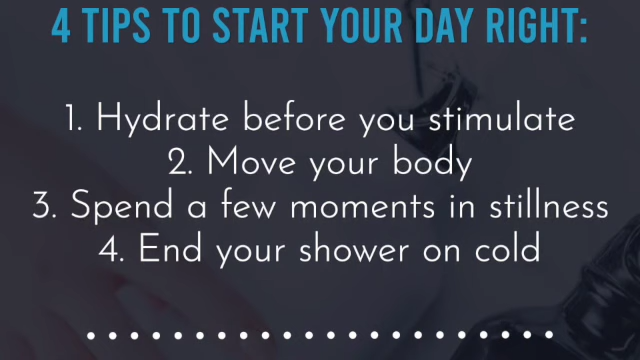 4 TIPS TO START YOUR DAY RIGHT:
1. Hydrate before you stimulate
2. Move your body
3. Spend a few moments in stillness
4. End your shower on cold